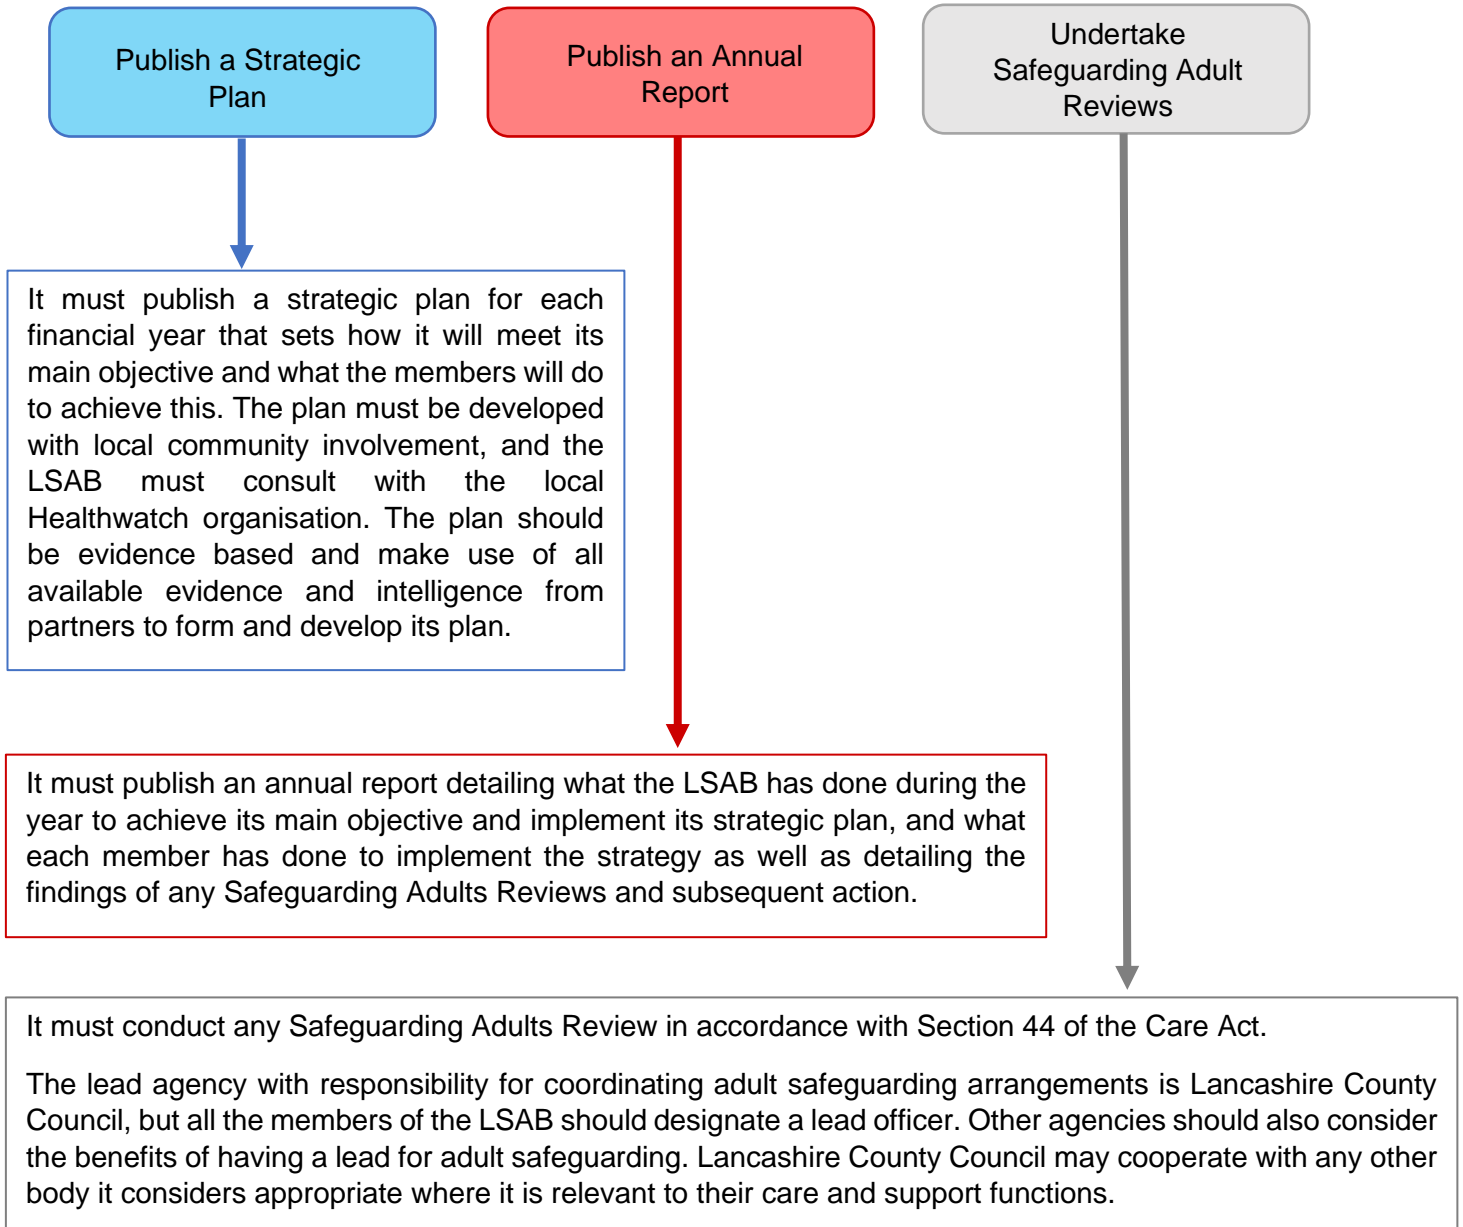 Publish a Strategic
Plan
Publish an Annual
Report
Undertake
Safeguarding Adult
Reviews
It must publish a strategic plan for each
financial year that sets how it will meet its
main objective and what the members will do
to achieve this. The plan must be developed
with local community involvement, and the
LSAB must consult with the local
Healthwatch organisation. The plan should
be evidence based and make use of all
available evidence and intelligence from
partners to form and develop its plan.
It must publish an annual report detailing what the LSAB has done during the
year to achieve its main objective and implement its strategic plan, and what
each member has done to implement the strategy as well as detailing the
findings of any Safeguarding Adults Reviews and subsequent action.
It must conduct any Safeguarding Adults Review in accordance with Section 44 of the Care Act.
The lead agency with responsibility for coordinating adult safeguarding arrangements is Lancashire County
Council, but all the members of the LSAB should designate a lead officer. Other agencies should also consider
the benefits of having a lead for adult safeguarding. Lancashire County Council may cooperate with any other
body it considers appropriate where it is relevant to their care and support functions.